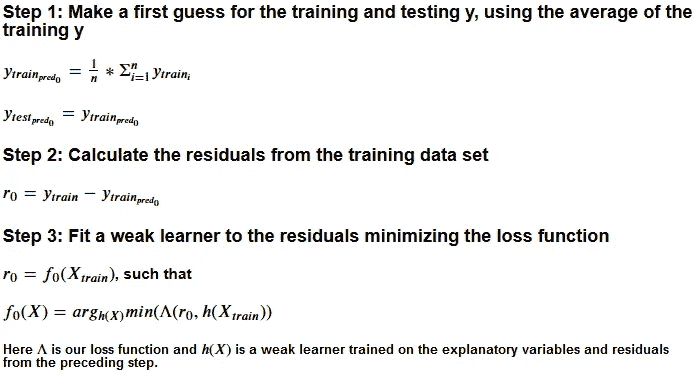 Step 1: Make a first guess for the training and testing y, using the average of the
training y
y_{train_{pred_0}} = \frac{1}{n} * Σ_{i=1}^{n} y_{train_i}
y_{test_{pred_0}} = y_{train_{pred_0}}
Step 2: Calculate the residuals from the training data set
r_0 = y_{train} − y_{train_{pred_0}}
Step 3: Fit a weak learner to the residuals minimizing the loss function
r_0 = f_0(X_{train}), such that
f_0(X) = arg_{h(X)}min(Λ(r_0, h(X_{train}))
Here Λ is our loss function and h(X) is a weak learner trained on the explanatory variables and residuals
from the preceding step.